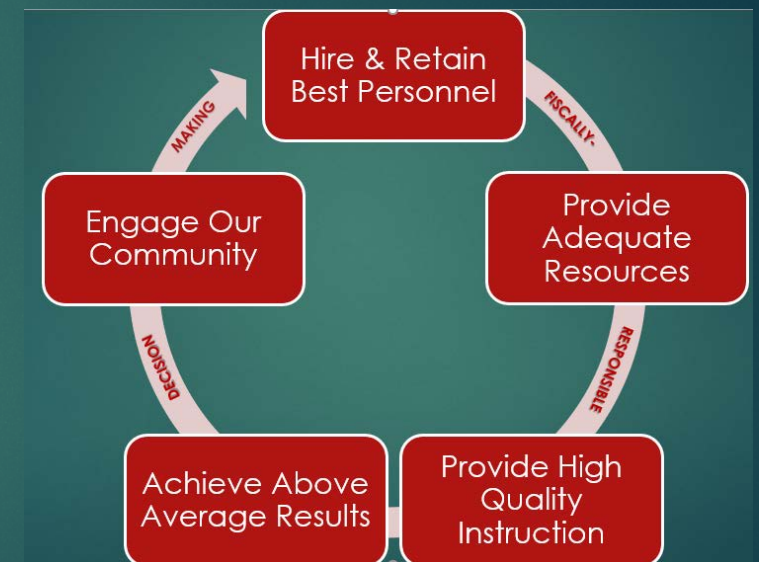 Hire & Retain
Best Personnel
FISCALLY-
Provide
Adequate
Resources
RESPONSIBLE
Provide High
Quality
Instruction
Achieve Above
Average Results
DECISION
Engage Our
Community
MAKING